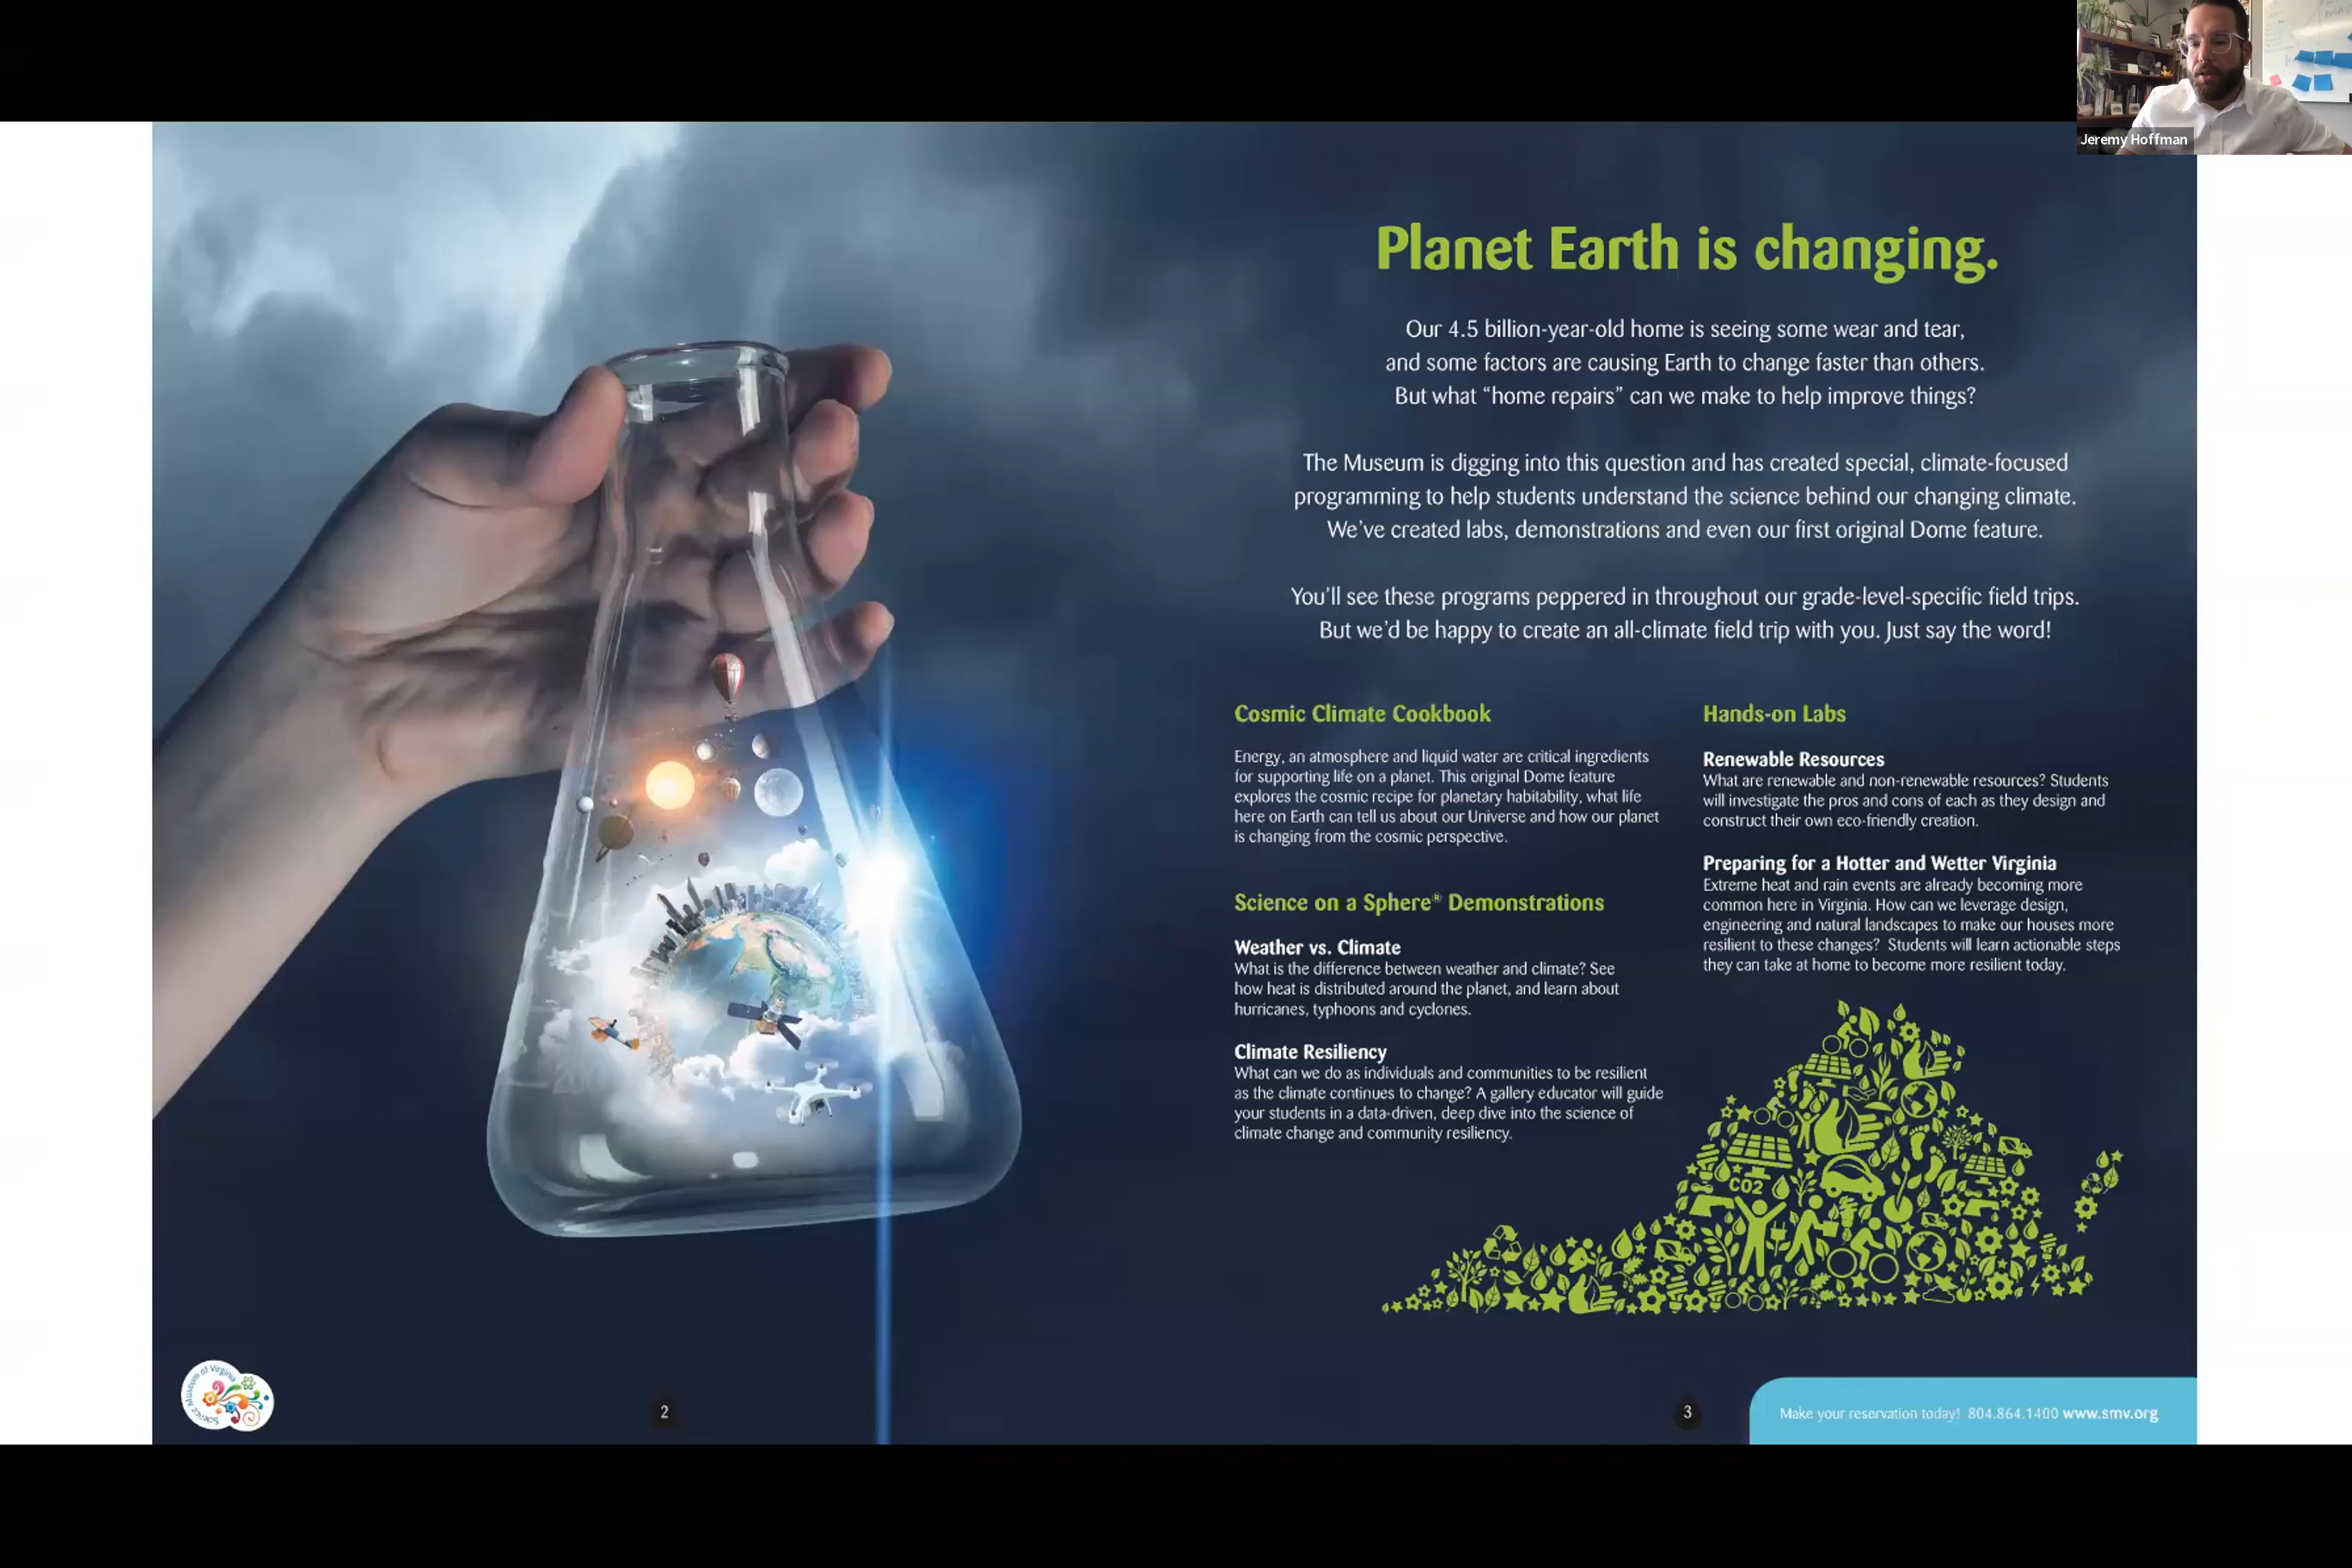 Jeremy Hoffman
Planet Earth is changing.
Our 4.5 billion-year-old home is seeing some wear and tear,
and some factors are causing Earth to change faster than others.
But what “home repairs” can we make to help improve things?
The Museum is digging into this question and has created special, climate-focused
programming to help students understand the science behind our changing climate.
We’ve created labs, demonstrations and even our first original Dome feature.
You’ll see these programs peppered in throughout our grade-level-specific field trips.
But we’d be happy to create an all-climate field trip with you. Just say the word!
Cosmic Climate Cookbook
Energy, an atmosphere and liquid water are critical ingredients
for supporting life on a planet. This original Dome feature
explores the cosmic recipe for planetary habitability, what life
here on Earth can tell us about our Universe and how our planet
is changing from the cosmic perspective.
Science on a Sphere® Demonstrations
Weather vs. Climate
What is the difference between weather and climate? See
how heat is distributed around the planet, and learn about
hurricanes, typhoons and cyclones.
Climate Resiliency
What can we do as individuals and communities to be resilient
as the climate continues to change? A gallery educator will guide
your students in a data-driven, deep dive into the science of
climate change and community resiliency.
Hands-on Labs
Renewable Resources
What are renewable and non-renewable resources? Students
will investigate the pros and cons of each as they design and
construct their own eco-friendly creation.
Preparing for a Hotter and Wetter Virginia
Extreme heat and rain events are already becoming more
common here in Virginia. How can we leverage design,
engineering and natural landscapes to make our houses more
resilient to these changes? Students will learn actionable steps
they can take at home to become more resilient today.
CO2
Science Museum of Virginia
2
3
Make your reservation today! 804.864.1400 www.smv.org